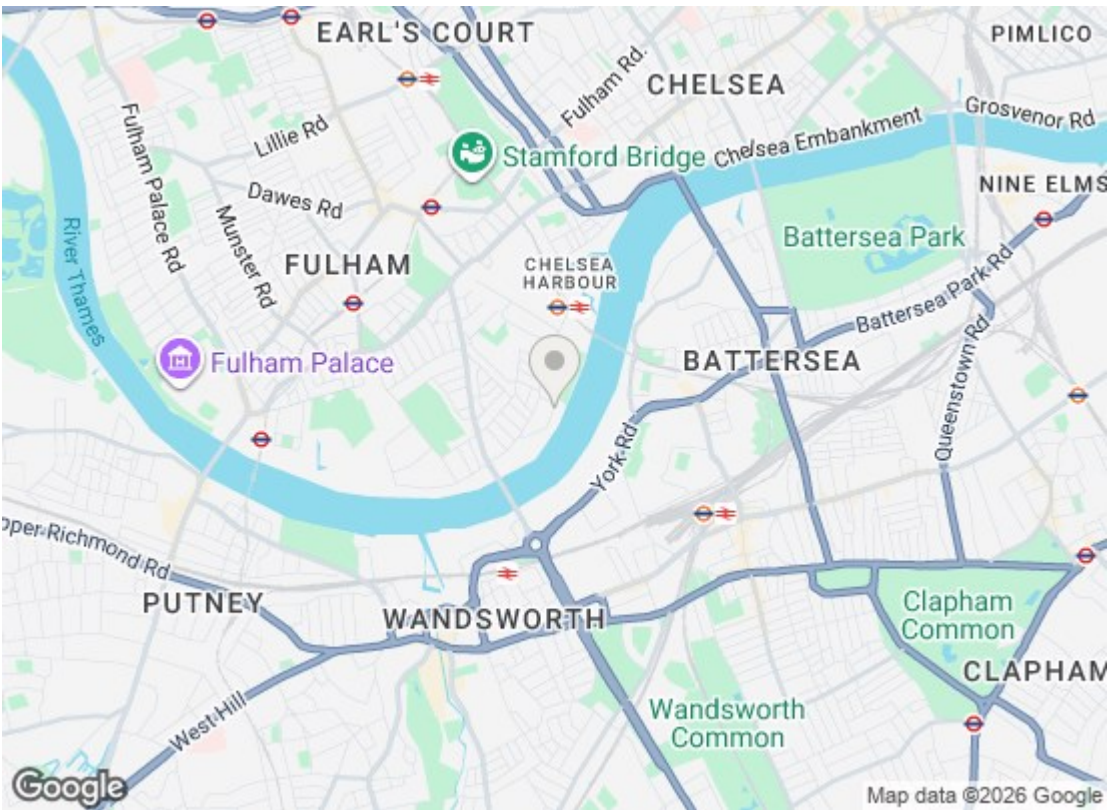 EARL'S COURT
PIMLICO
CHELSEA
Fulham Rd.
Grosvenor Rd
Fulham Palace Rd
Lillie Rd
Chelsea Embankment
Stamford Bridge
Dawes Rd
NINE ELMS
Munster Rd
River Thames
FULHAM
CHELSEA
HARBOUR
Battersea Park
Battersea Park Rd
Fulham Palace
BATTERSEA
Queenstown Rd
York Rd
pper Richmond Rd
PUTNEY
WANDSWORTH
Clapham
Common
CLAPHAM
West Hill
Wandsworth
Common
Google
Map data ©2026 Google